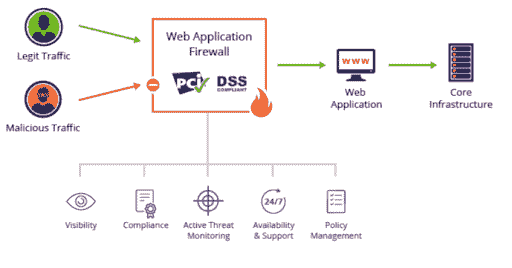 Legit Traffic
Malicious Traffic
Web Application
Firewall
PCI DSS
COMPLIANT
www
Web
Application
Core
Infrastructure
Visibility
Compliance
Active Threat
Monitoring
24/7
Availability
& Support
Policy
Management